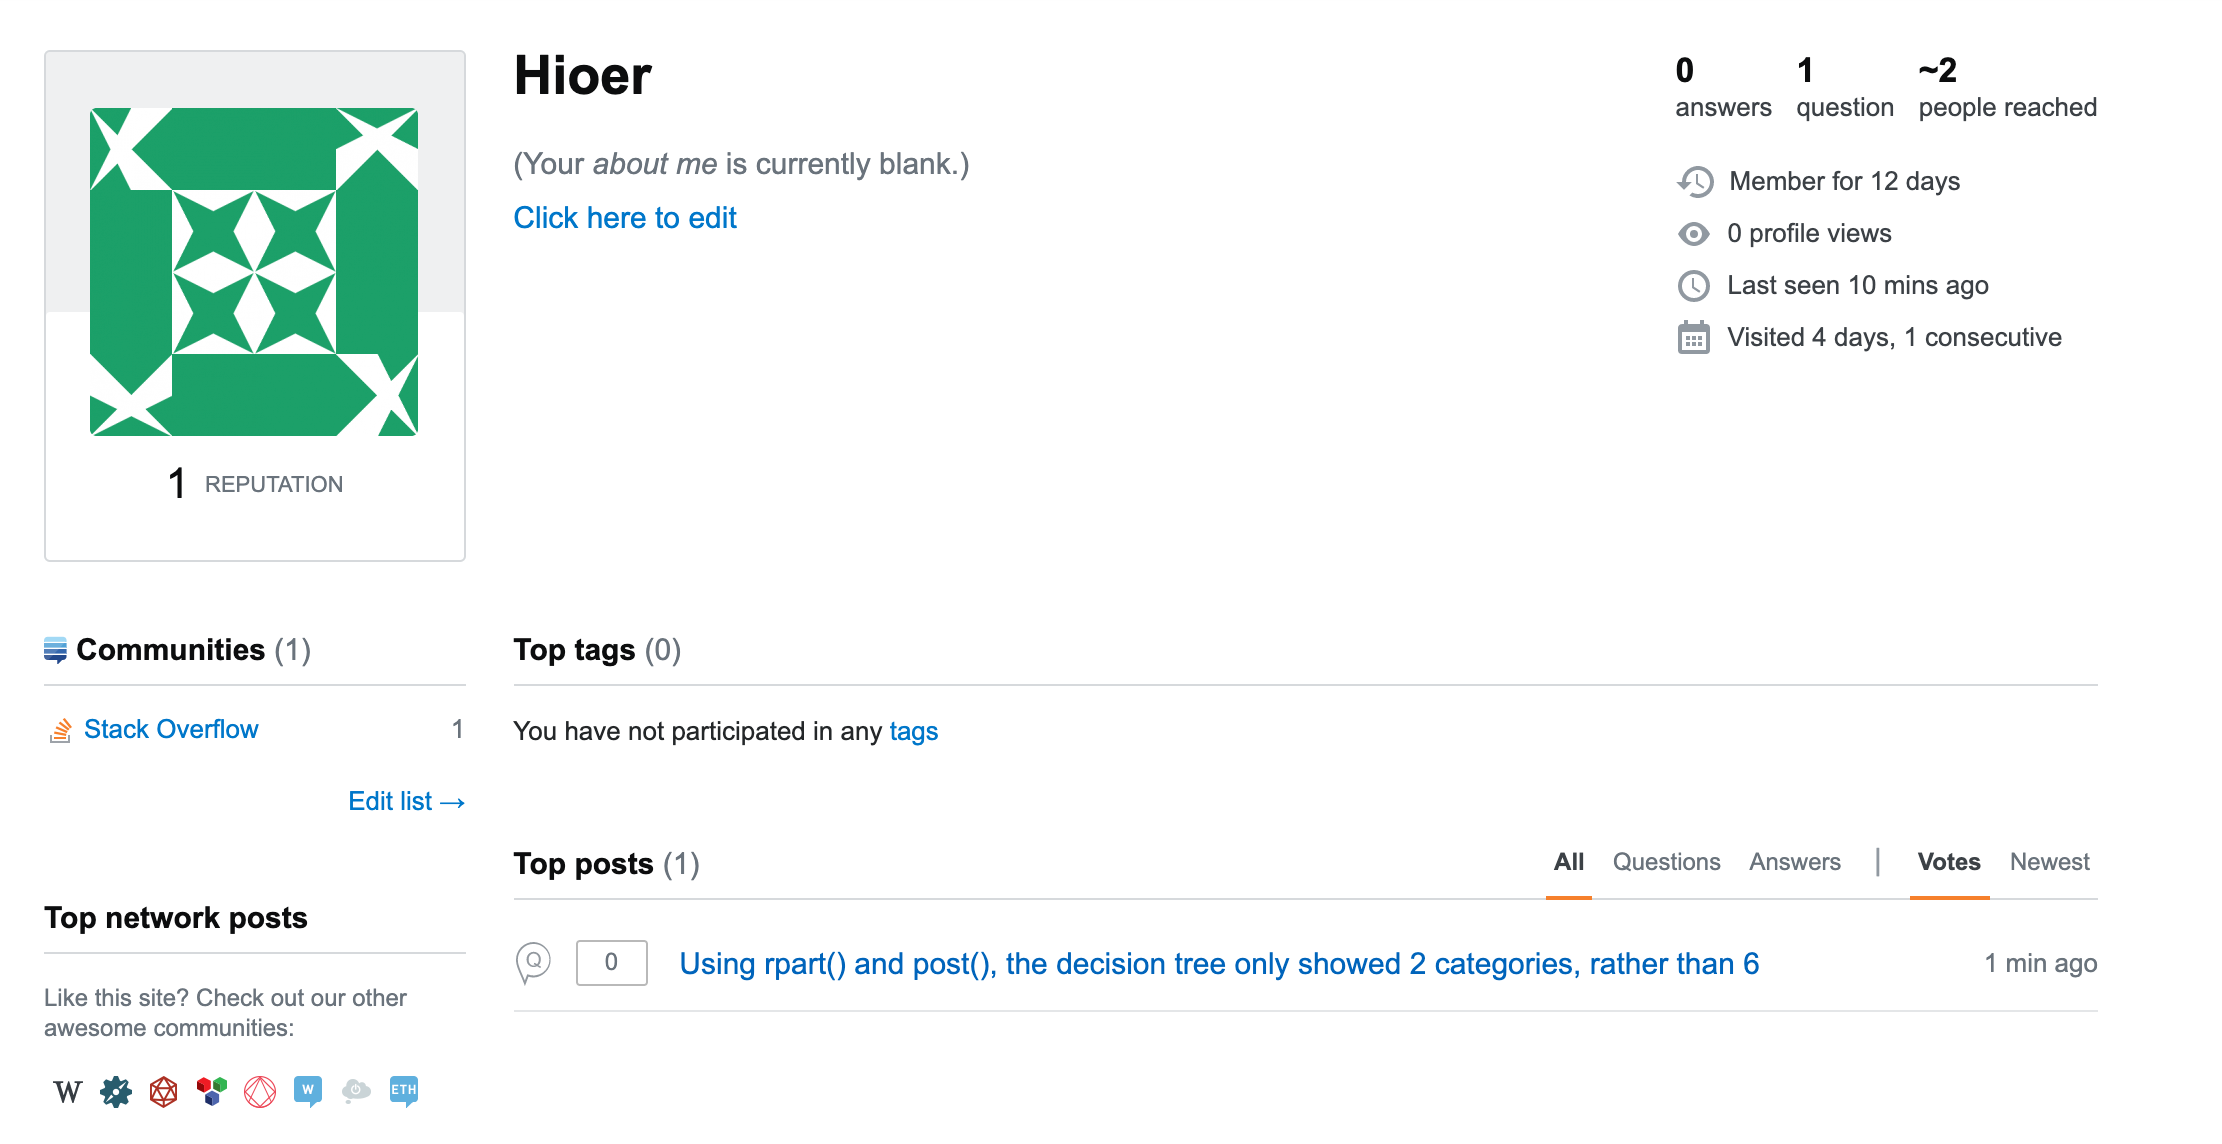 Hioer
(Your about me is currently blank.)
Click here to edit
0 answers
1 question
~2 people reached
Member for 12 days
0 profile views
Last seen 10 mins ago
Visited 4 days, 1 consecutive
1 REPUTATION
Communities (1)
Stack Overflow 1
Edit list →
Top network posts
Like this site? Check out our other
awesome communities:
W
W
ETH
Top tags (0)
You have not participated in any tags
Top posts (1)
All Questions Answers | Votes Newest
Q 0 Using rpart() and post(), the decision tree only showed 2 categories, rather than 6 1 min ago